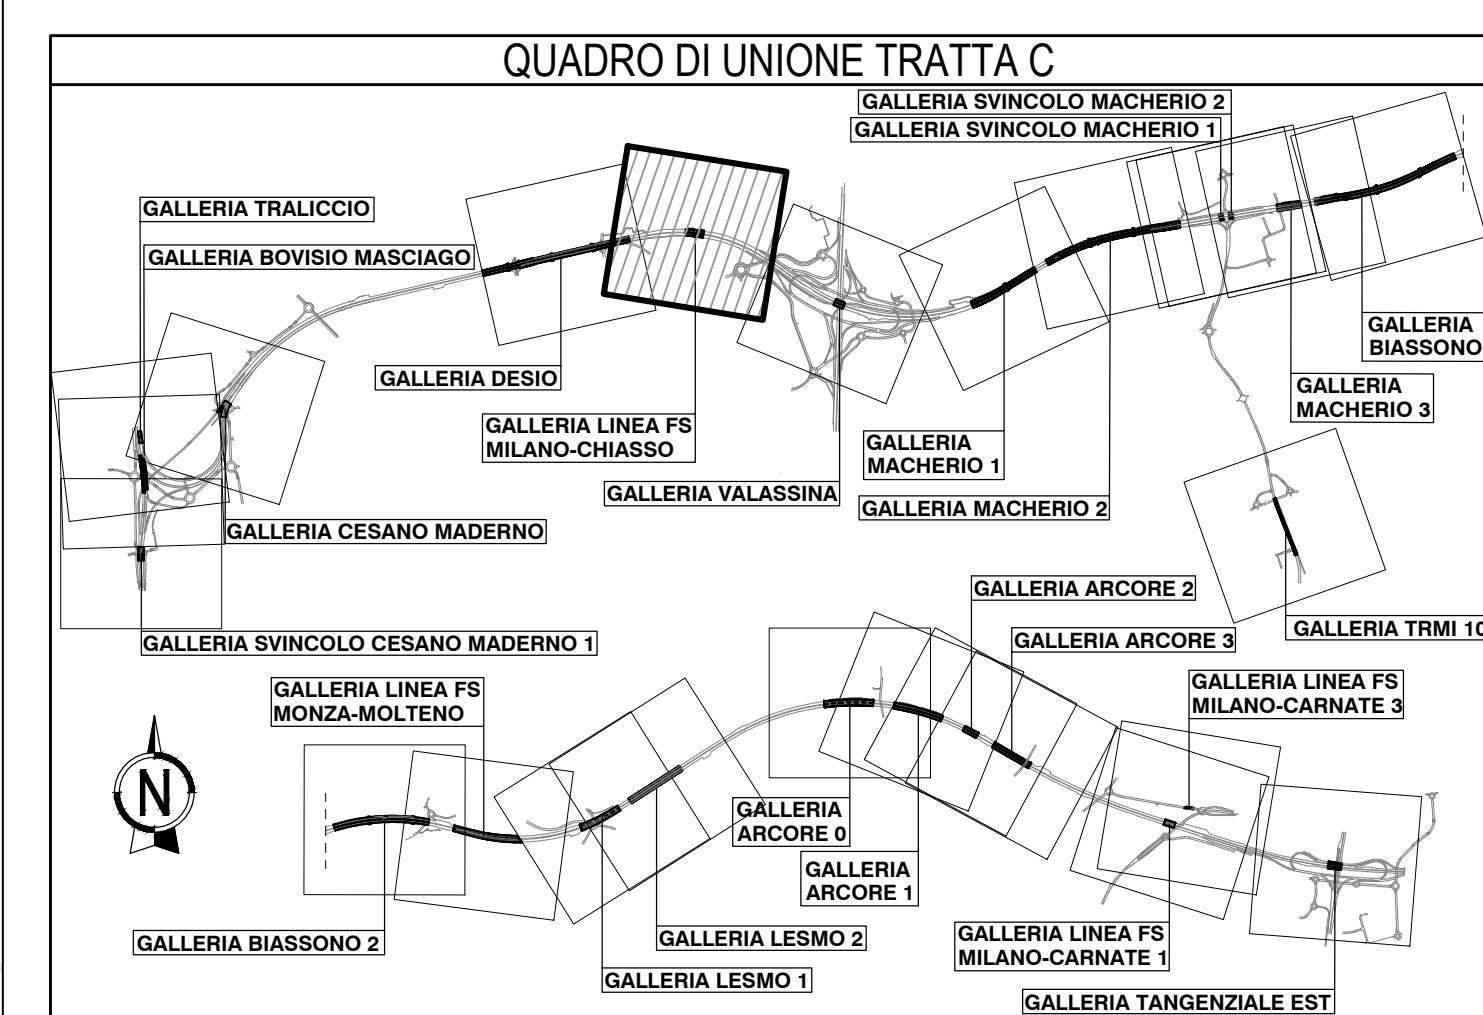 QUADRO DI UNIONE TRATTA C
GALLERIA SVINCOLO MACHERIO 2
GALLERIA SVINCOLO MACHERIO 1
GALLERIA TRALICCIO
GALLERIA BOVISIO MASCIAGO
GALLERIA
BIASSONO
GALLERIA DESIO
GALLERIA
MACHERIO 3
GALLERIA LINEA FS
MILANO-CHIASSO
GALLERIA
MACHERIO 1
GALLERIA VALASSINA
GALLERIA MACHERIO 2
GALLERIA CESANO MADERNO
GALLERIA ARCORE 2
GALLERIA TRMI 10
GALLERIA SVINCOLO CESANO MADERNO 1
GALLERIA ARCORE 3
GALLERIA LINEA FS
MONZA-MOLTENO
GALLERIA LINEA FS
MILANO-CARNATE 3
N
GALLERIA
ARCORE 0
GALLERIA
ARCORE 1
GALLERIA BIASSONO 2
GALLERIA LESMO 2
GALLERIA LINEA FS
MILANO-CARNATE 1
GALLERIA LESMO 1
GALLERIA TANGENZIALE EST